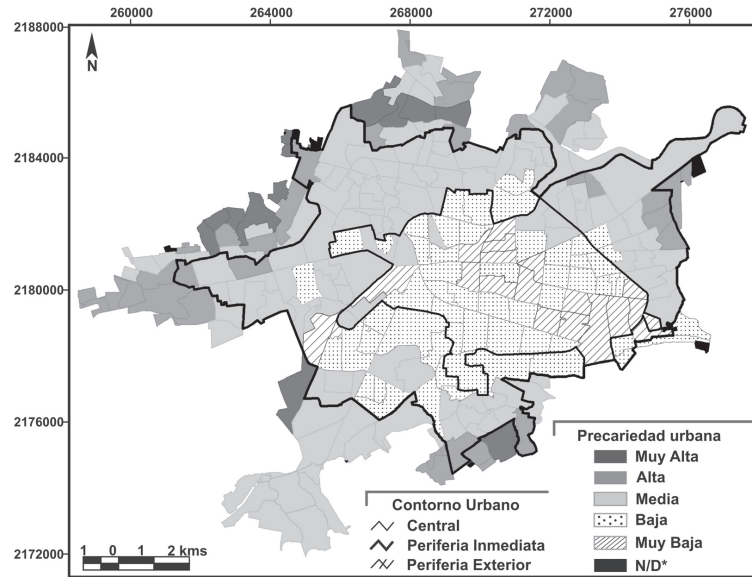 260000 264000 268000 272000 276000
2188000
N
2184000
2180000
2176000
2172000
Precariedad urbana
Muy Alta
Alta
Media
Baja
Muy Baja
N/D*
Contorno Urbano
Central
Periferia Inmediata
Periferia Exterior
1 0 1 2 kms